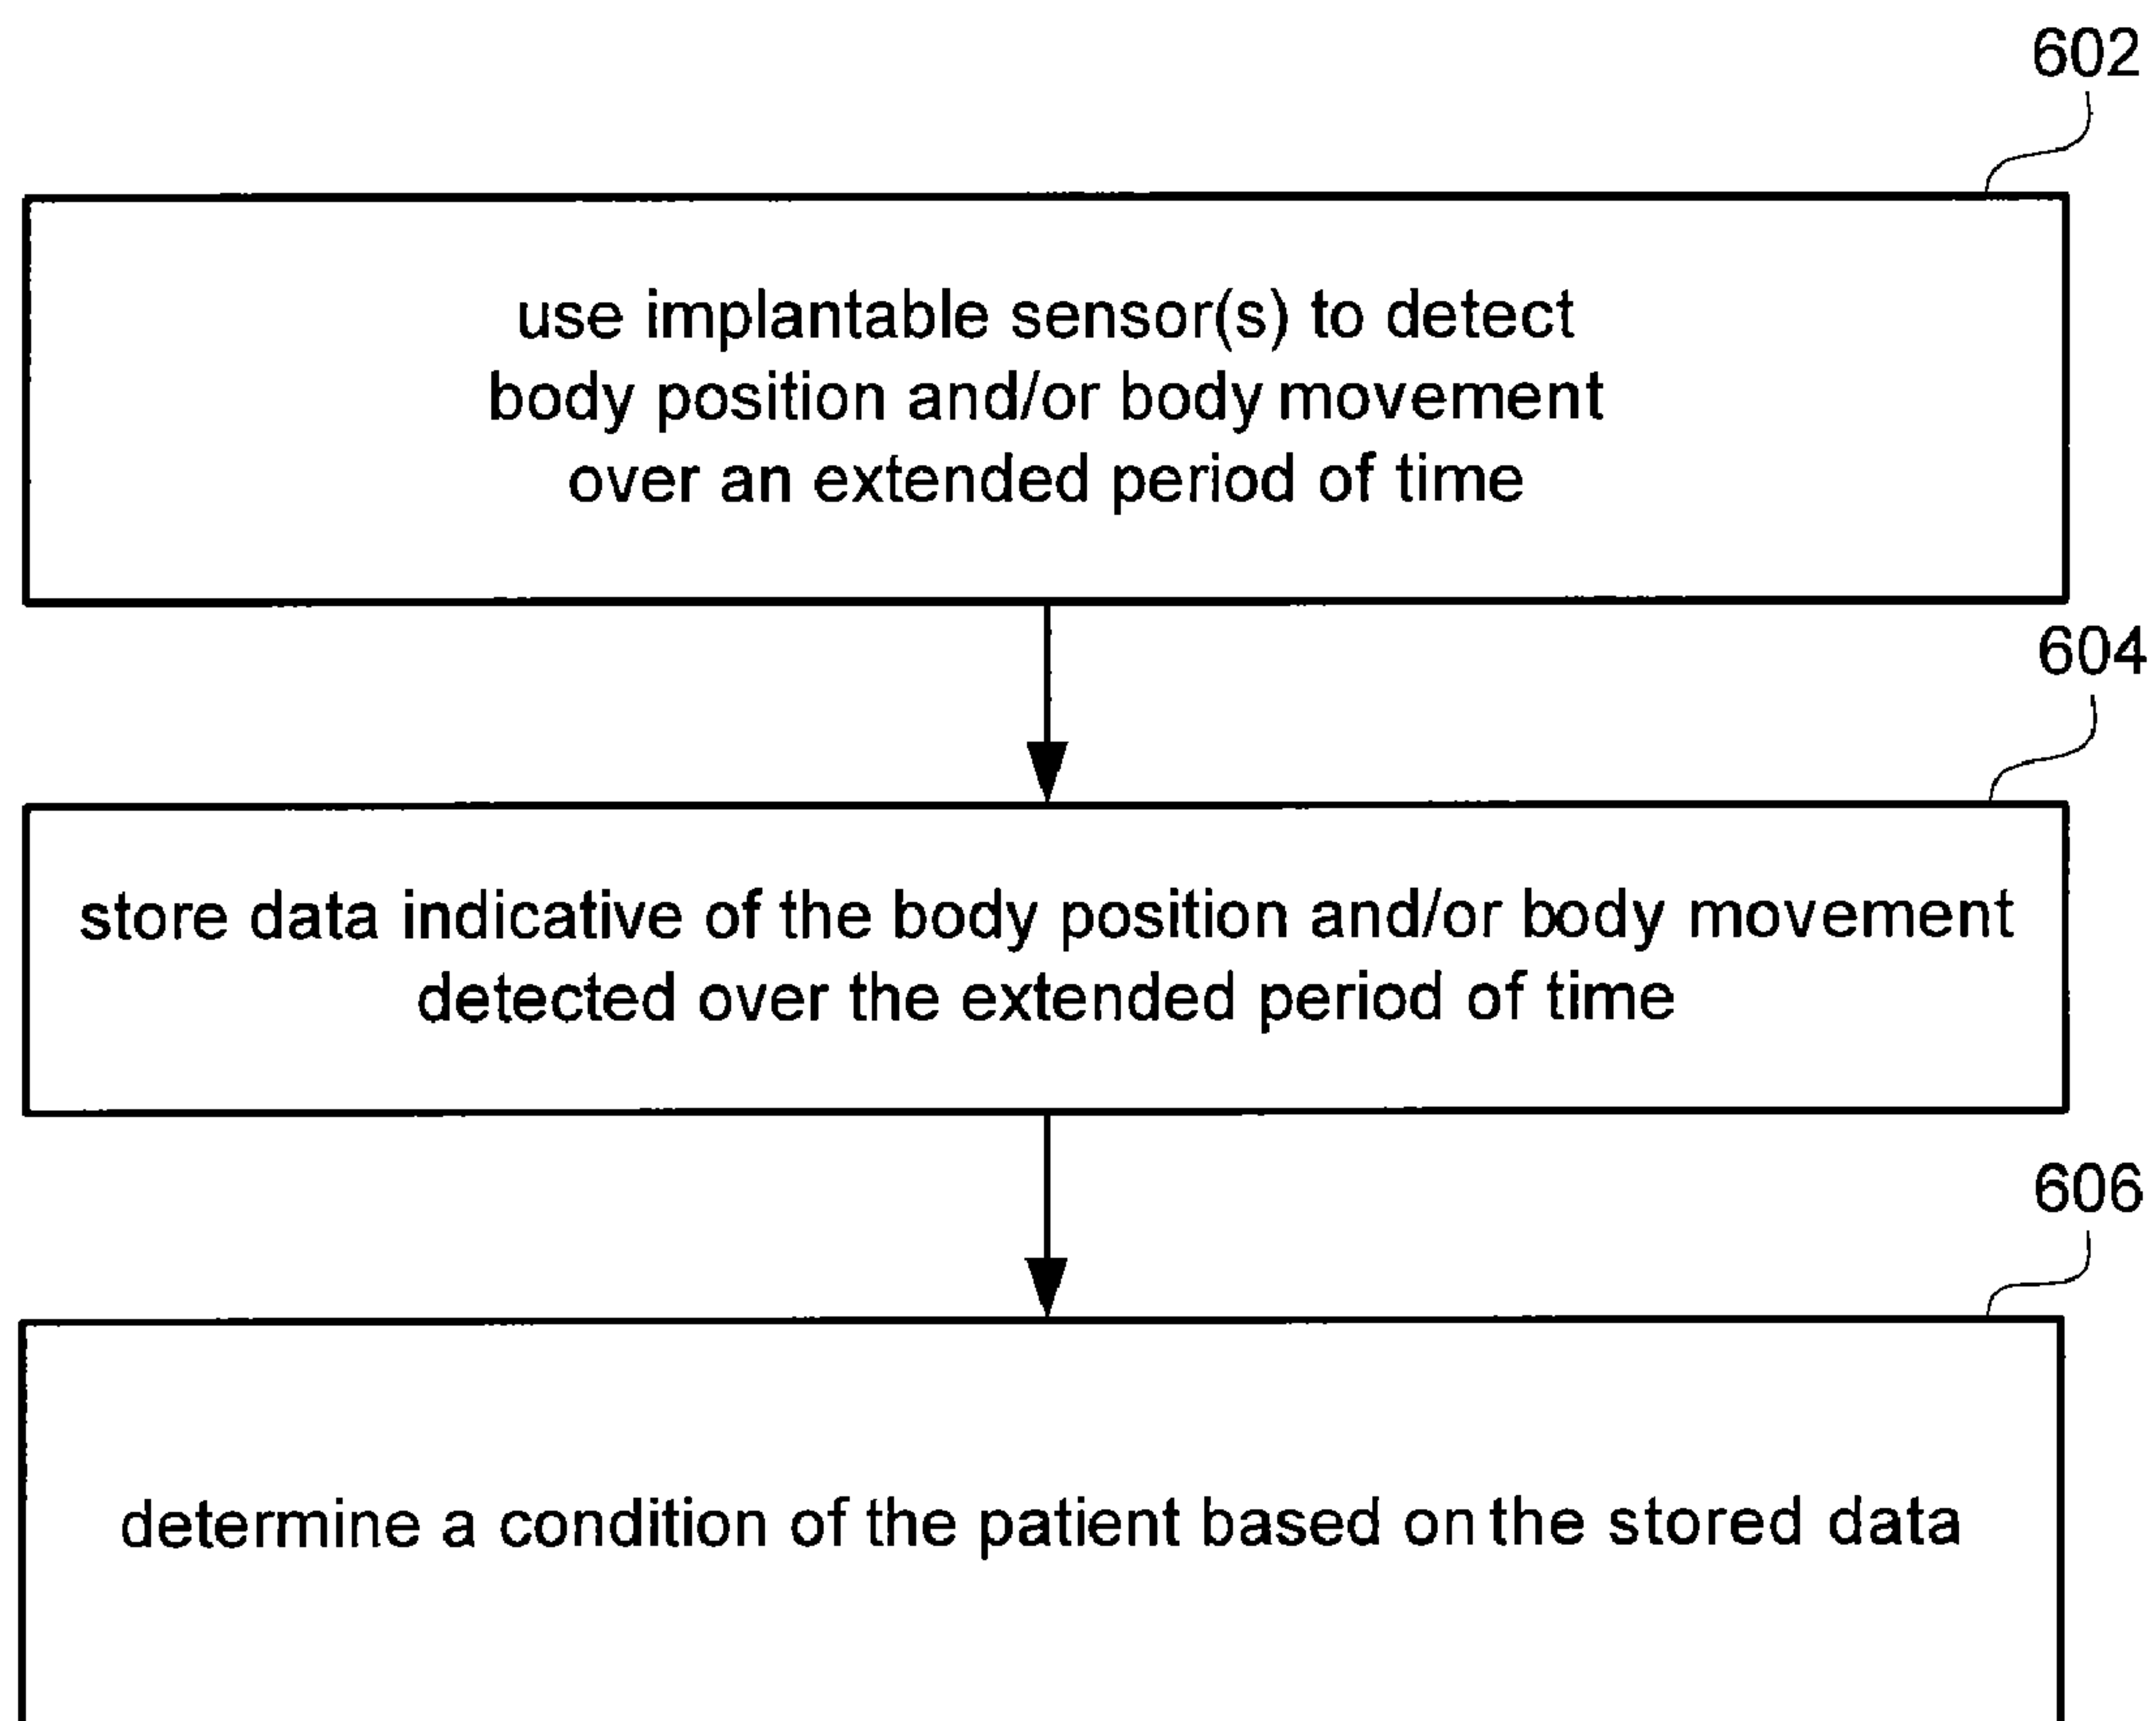 602
use implantable sensor(s) to detect
body position and/or body movement
over an extended period of time
604
store data indicative of the body position and/or body movement
detected over the extended period of time
606
determine a condition of the patient based on the stored data